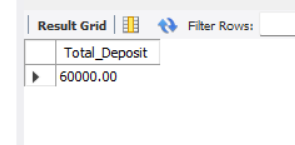 Result Grid Filter Rows:
Total_Deposit
60000.00